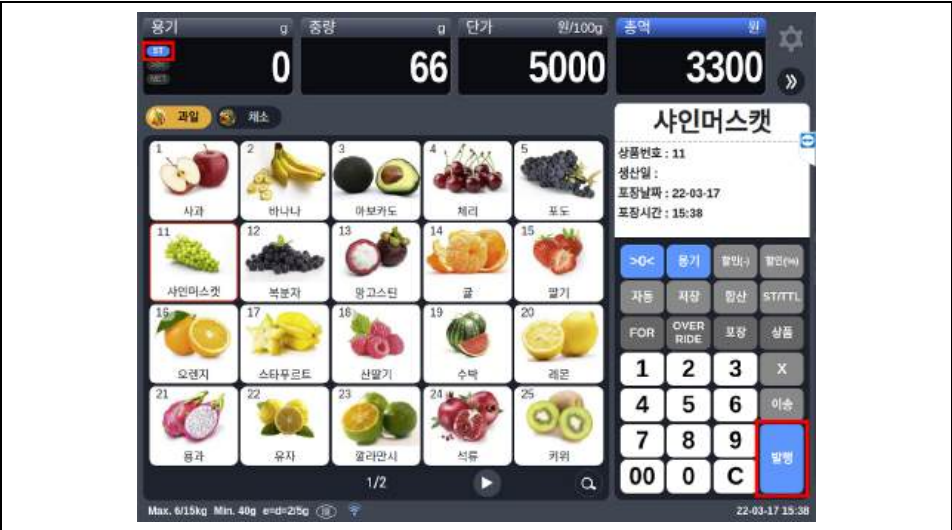 용기 g 중량 g 단가 원/100g 총액 원
ST
NET
0 66 5000 3300
과일 채소
샤인머스캣
상품번호 : 11
생산일 :
포장날짜 : 22-03-17
포장시간 : 15:38
1 2 3 4 5
사과 바나나 아보카도 체리 포도
11 12 13 14 15
샤인머스캣 복분자 망고스틴 귤 딸기
16 17 18 19 20
오렌지 스타푸르트 산딸기 수박 레몬
21 22 23 24 25
용과 유자 깔라만시 석류 키위
1/2
>0< 용기 할인(-) 할인(%)
자동 저장 합산 ST/TTL
FOR OVER RIDE 포장 상품
1 2 3 X
4 5 6 이송
7 8 9 발행
00 0 C
Max. 6/15kg Min. 40g e=d=2/5g
22-03-17 15:38